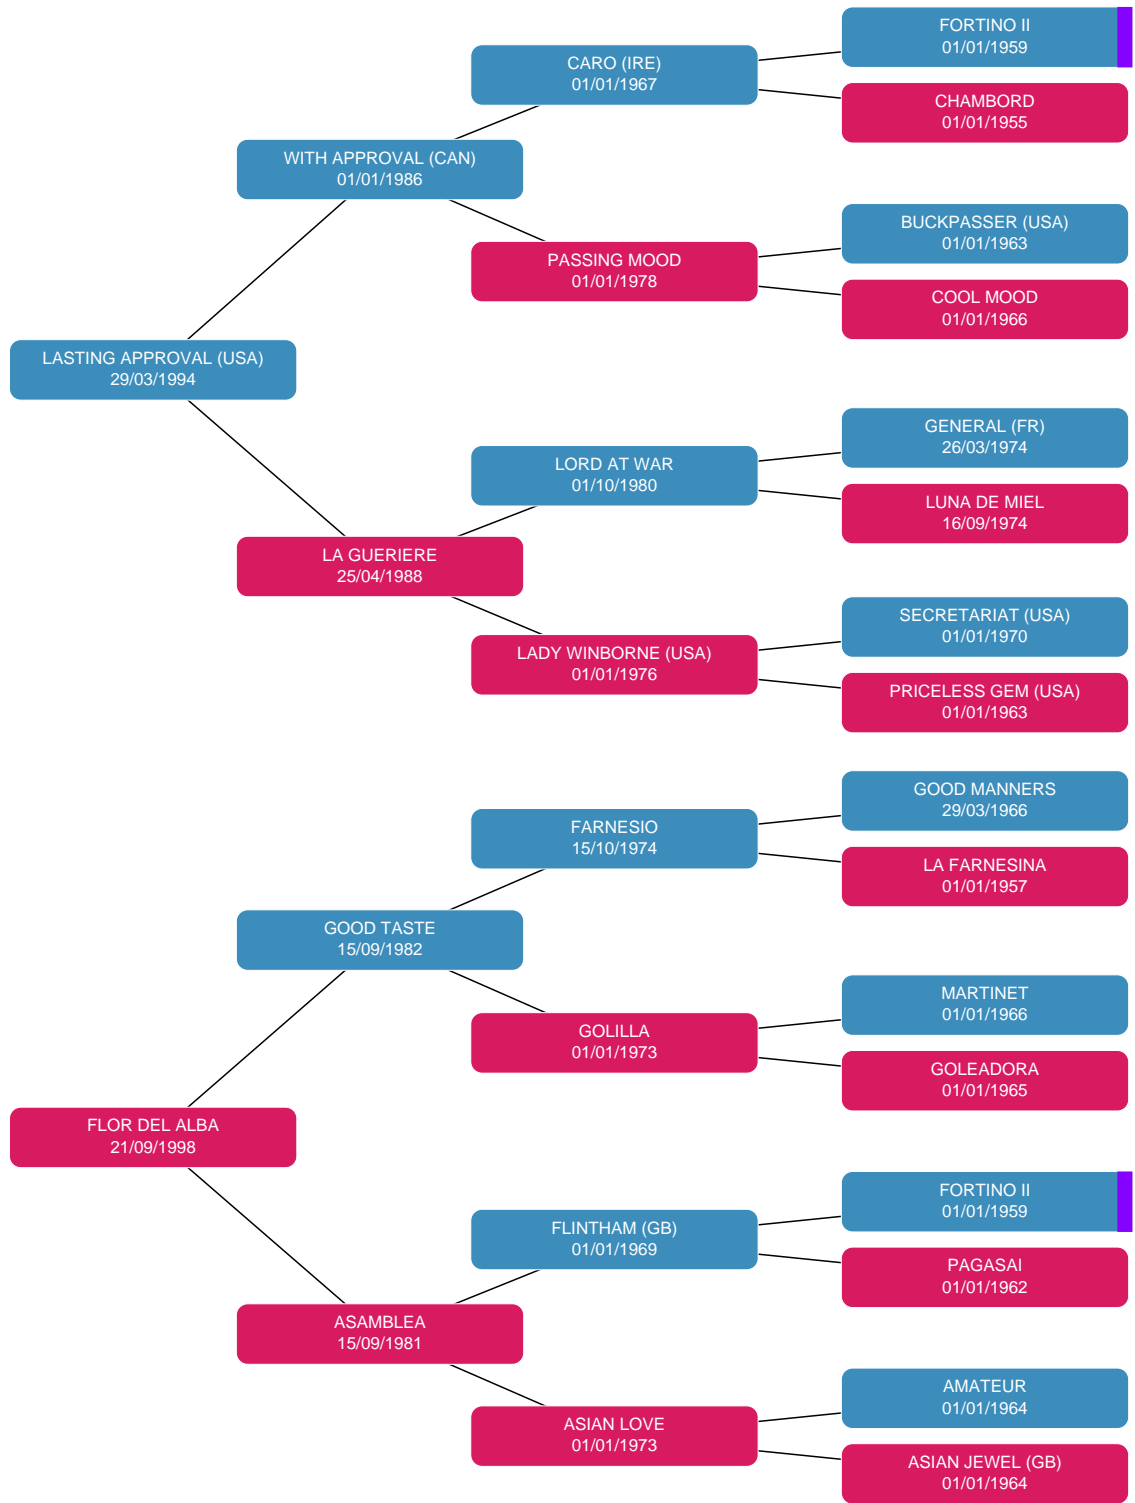 FORTINO II
01/01/1959
CARO (IRE)
01/01/1967
CHAMBORD
01/01/1955
WITH APPROVAL (CAN)
01/01/1986
BUCKPASSER (USA)
01/01/1963
PASSING MOOD
01/01/1978
COOL MOOD
01/01/1966
LASTING APPROVAL (USA)
29/03/1994
GENERAL (FR)
26/03/1974
LORD AT WAR
01/10/1980
LUNA DE MIEL
16/09/1974
LA GUERIERE
25/04/1988
SECRETARIAT (USA)
01/01/1970
LADY WINBORNE (USA)
01/01/1976
PRICELESS GEM (USA)
01/01/1963
GOOD MANNERS
29/03/1966
FARNESIO
15/10/1974
LA FARNESINA
01/01/1957
GOOD TASTE
15/09/1982
MARTINET
01/01/1966
GOLILLA
01/01/1973
GOLEADORA
01/01/1965
FLOR DEL ALBA
21/09/1998
FORTINO II
01/01/1959
FLINTHAM (GB)
01/01/1969
PAGASAI
01/01/1962
ASAMBLEA
15/09/1981
AMATEUR
01/01/1964
ASIAN LOVE
01/01/1973
ASIAN JEWEL (GB)
01/01/1964